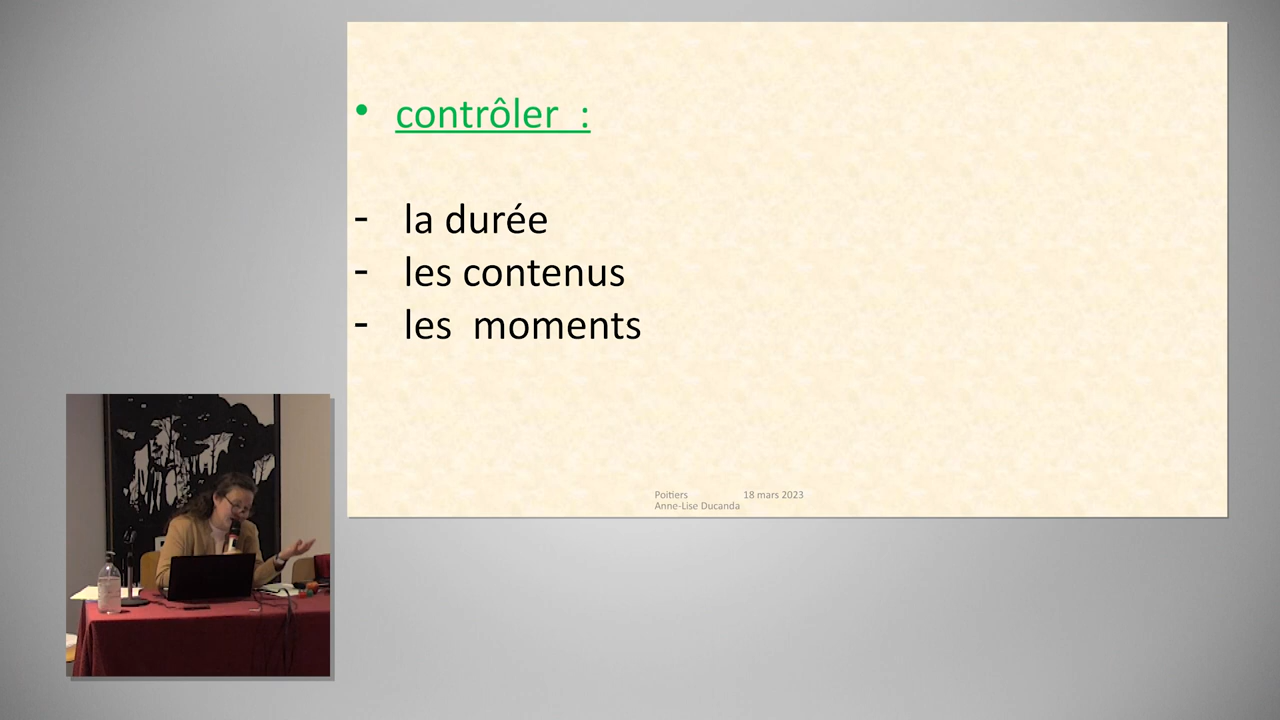 • contrôler :
- la durée
- les contenus
- les moments
Poitiers 18 mars 2023
Anne-Lise Ducanda